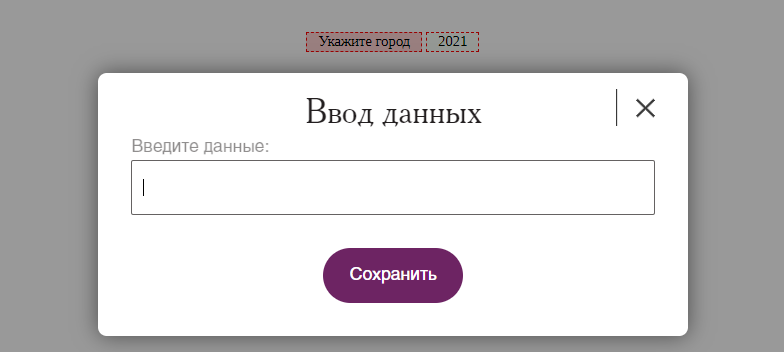 Укажите город 2021
Ввод данных
Введите данные:
Сохранить